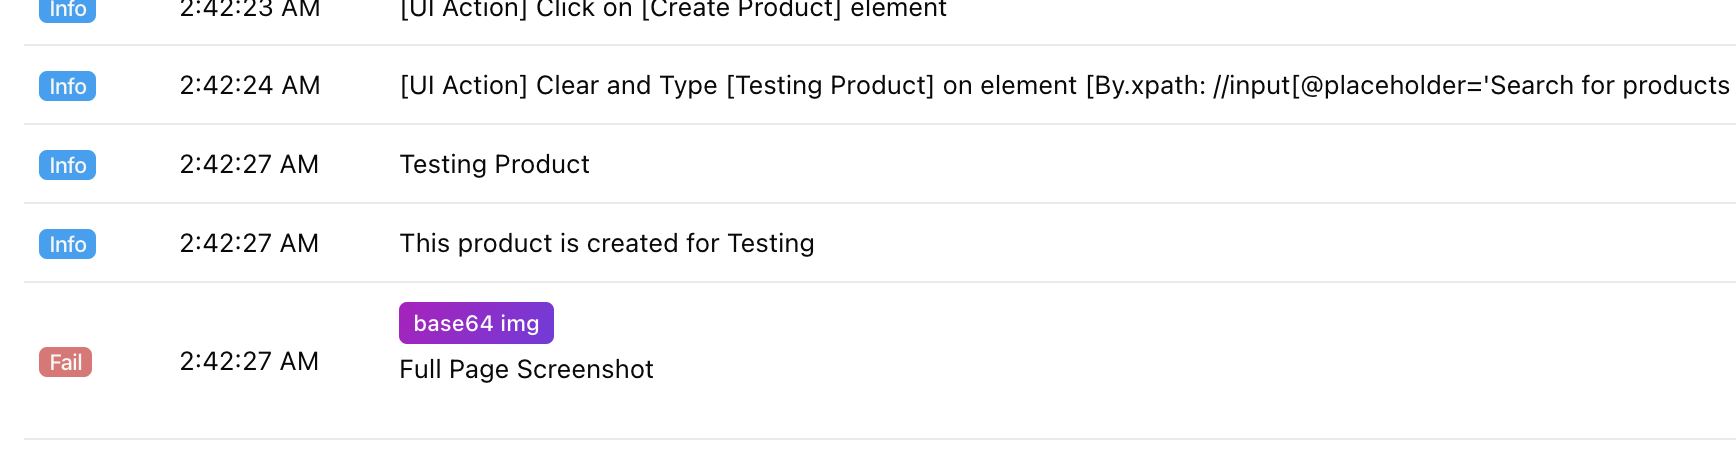 Info 2:42:23 AM [UI Action] Click on [Create Product] element
Info 2:42:24 AM [UI Action] Clear and Type [Testing Product] on element [By.xpath: //input[@placeholder='Search for products
Info 2:42:27 AM Testing Product
Info 2:42:27 AM This product is created for Testing
base64 img
Fail 2:42:27 AM
Full Page Screenshot